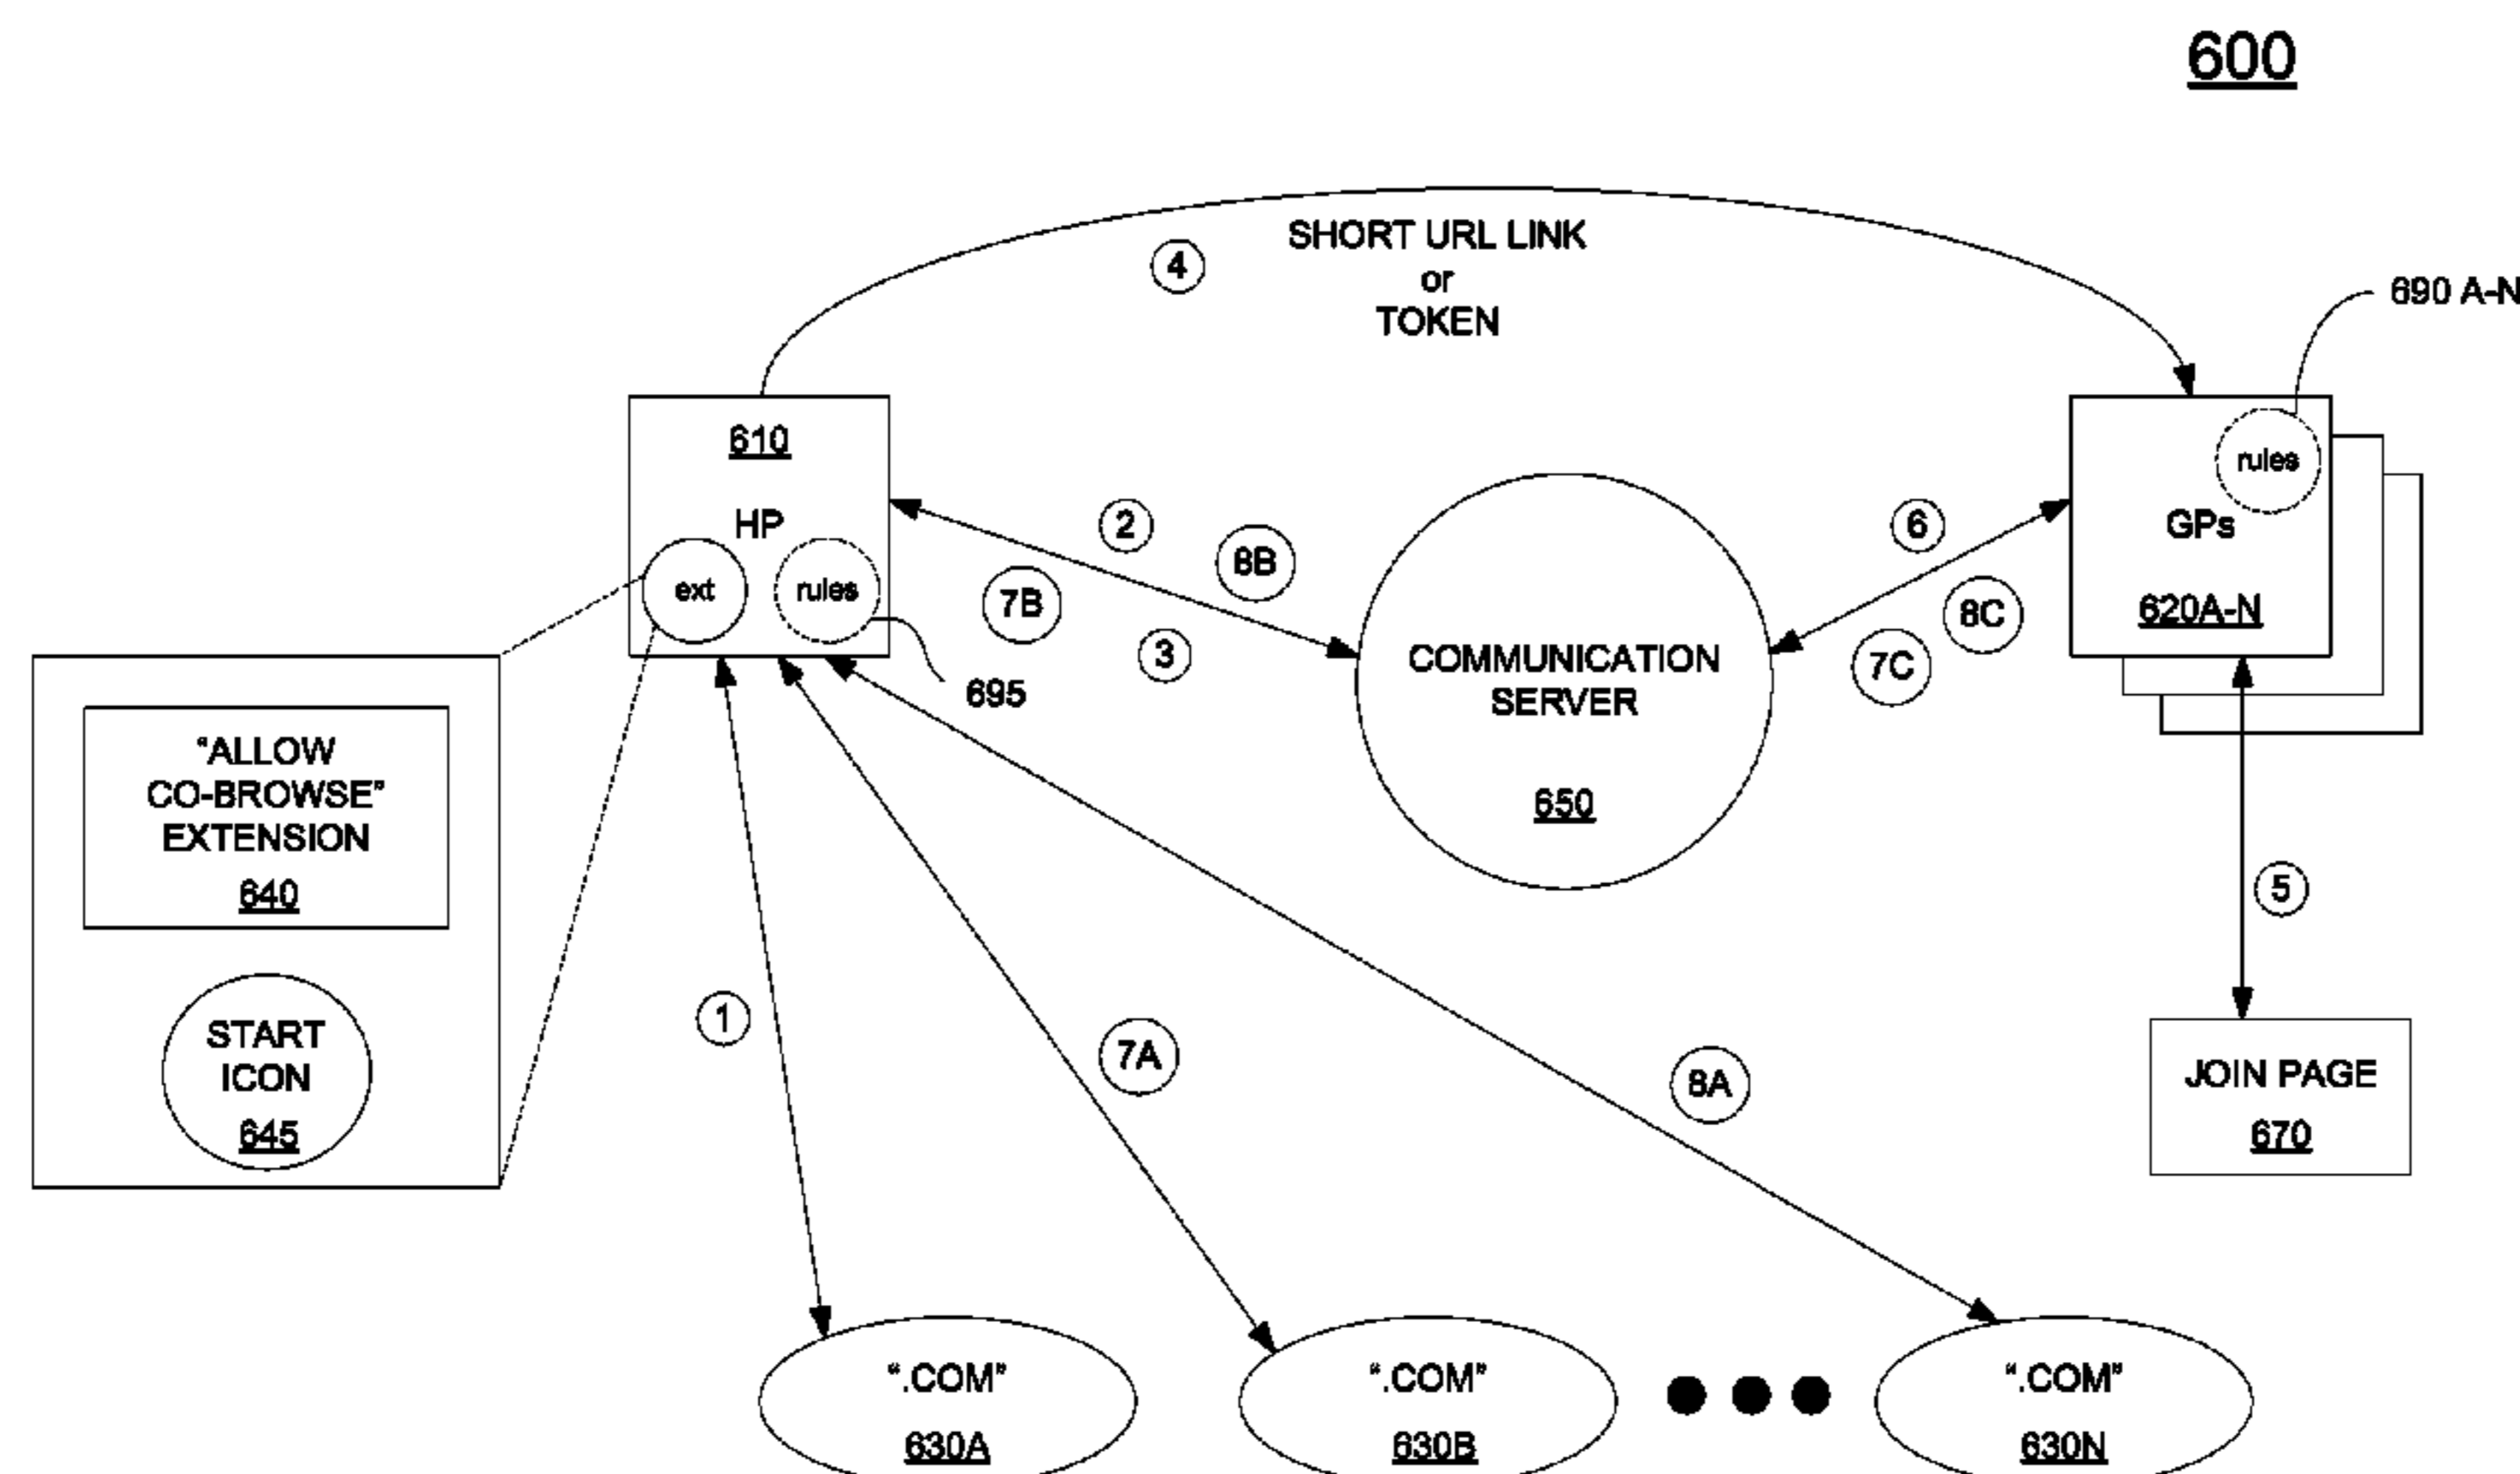 600
SHORT URL LINK
or
TOKEN
4
690 A-N
610
HP
ext
rules
695
2
8B
7B
3
COMMUNICATION
SERVER
650
6
8C
7C
rules
GPs
620A-N
5
JOIN PAGE
670
“ALLOW
CO-BROWSE”
EXTENSION
640
START
ICON
645
1
7A
8A
“.COM”
630A
“.COM”
630B
“.COM”
630N